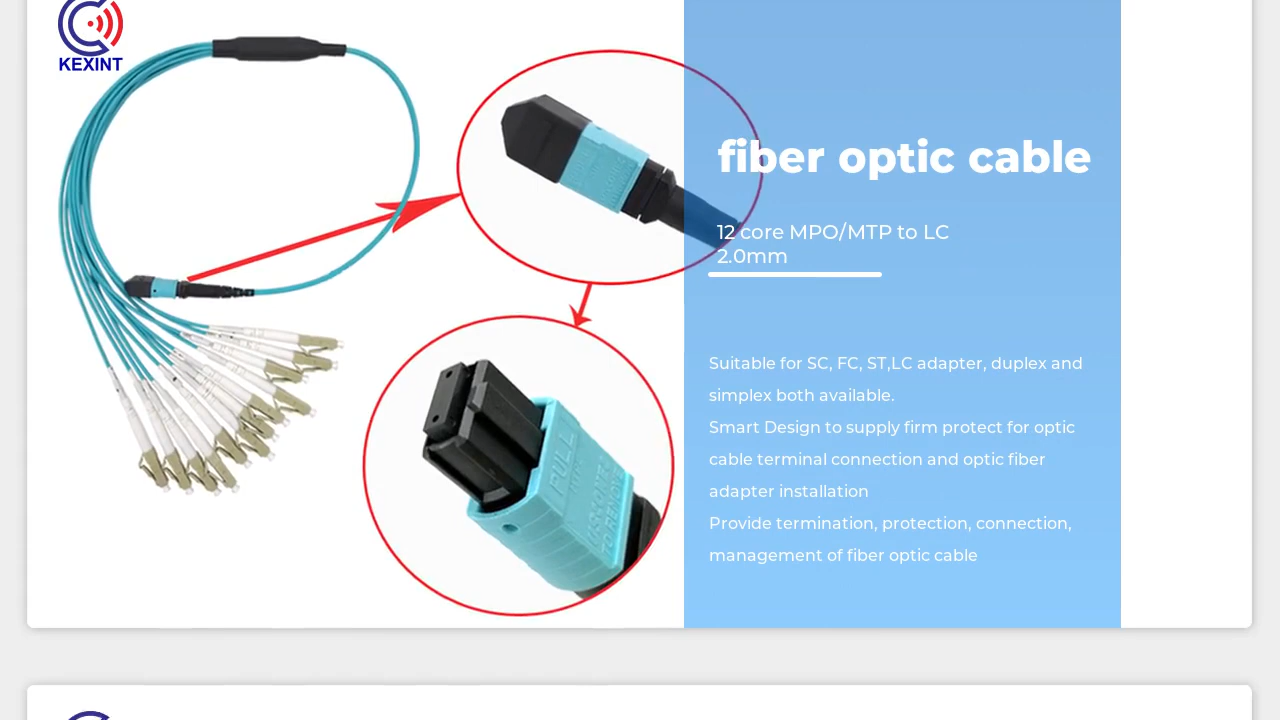 KEXINT
fiber optic cable
12 core MPO/MTP to LC
2.0mm
Suitable for SC, FC, ST,LC adapter, duplex and
simplex both available.
Smart Design to supply firm protect for optic
cable terminal connection and optic fiber
adapter installation
Provide termination, protection, connection,
management of fiber optic cable
PULL